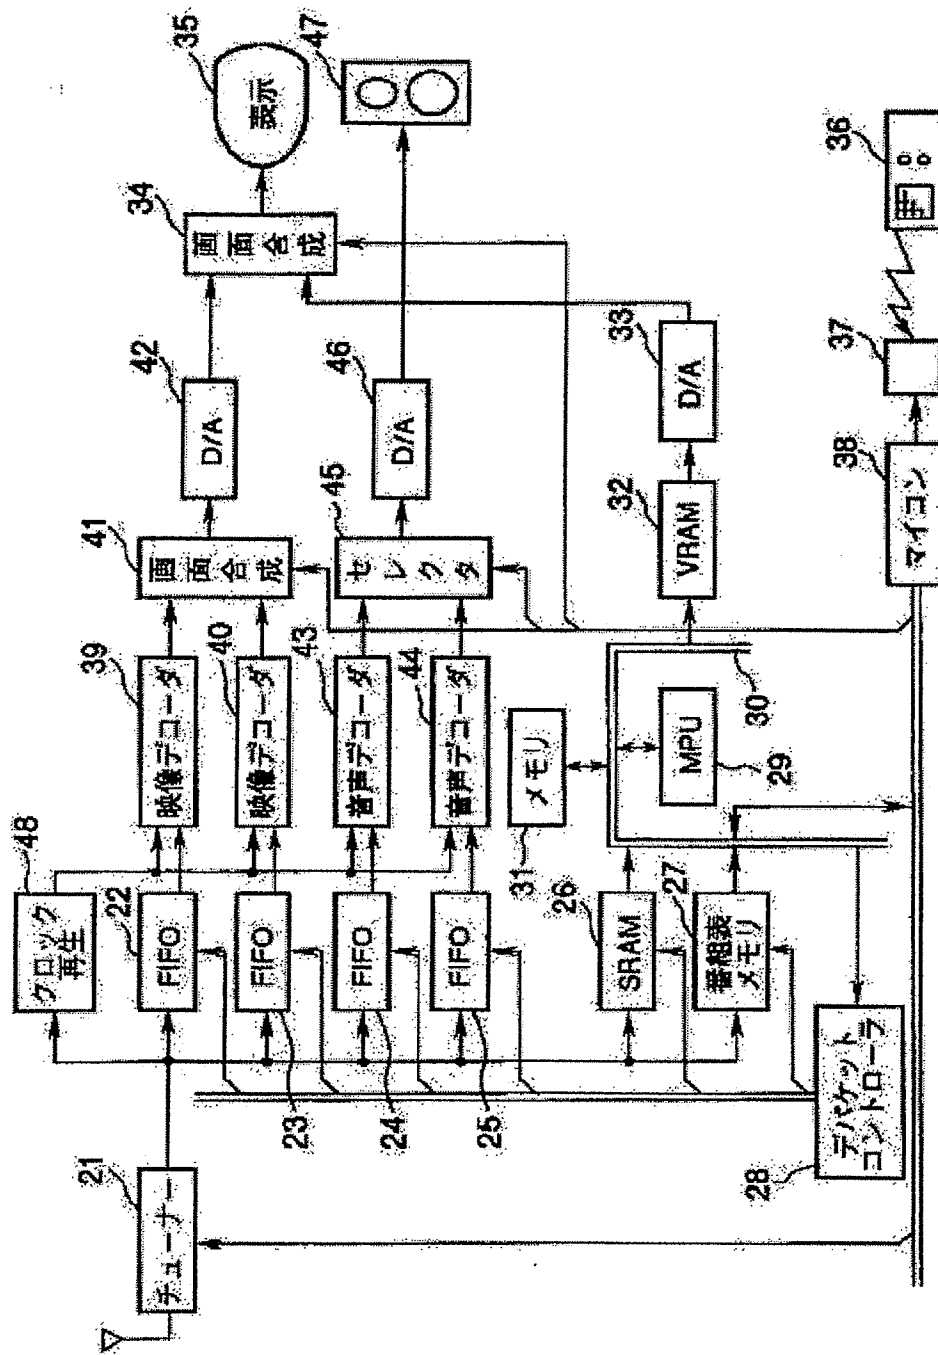 21
チューナー
48
クロック
再生
22
FIFO
23
FIFO
24
FIFO
25
FIFO
26
SRAM
27
番組表
メモリ
28
デパケット
コントローラ
39
映像デコーダ
40
映像デコーダ
43
音声デコーダ
44
音声デコーダ
31
メモリ
MPU
29
30
41
画面合成
45
セレクタ
32
VRAM
42
D/A
46
D/A
33
D/A
34
画面合成
35
表示
47
38
マイコン
37
36